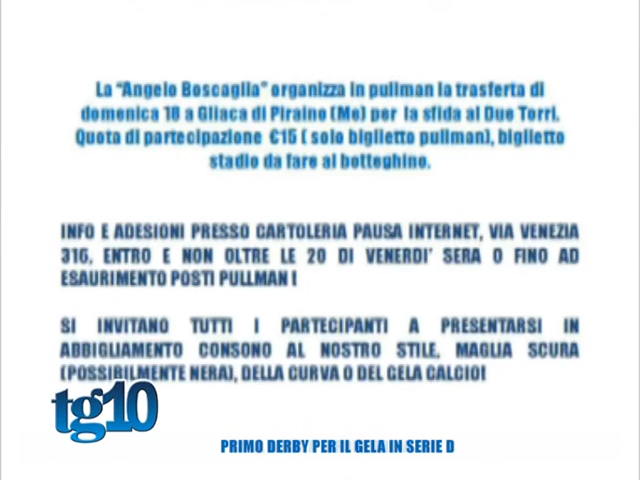 La “Angelo Boscaglia” organizza in pullman la trasferta di
domenica 18 a Gliaca di Piraino (Me) per la sfida al Due Torri.
Quota di partecipazione €15 ( solo biglietto pullman), biglietto
stadio da fare al botteghino.
INFO E ADESIONI PRESSO CARTOLERIA PAUSA INTERNET, VIA VENEZIA
316, ENTRO E NON OLTRE LE 20 DI VENERDI’ SERA O FINO AD
ESAURIMENTO POSTI PULLMAN !
SI INVITANO TUTTI I PARTECIPANTI A PRESENTARSI IN
ABBIGLIAMENTO CONSONO AL NOSTRO STILE, MAGLIA SCURA
(POSSIBILMENTE NERA), DELLA CURVA O DEL GELA CALCIO!
tg10
PRIMO DERBY PER IL GELA IN SERIE D